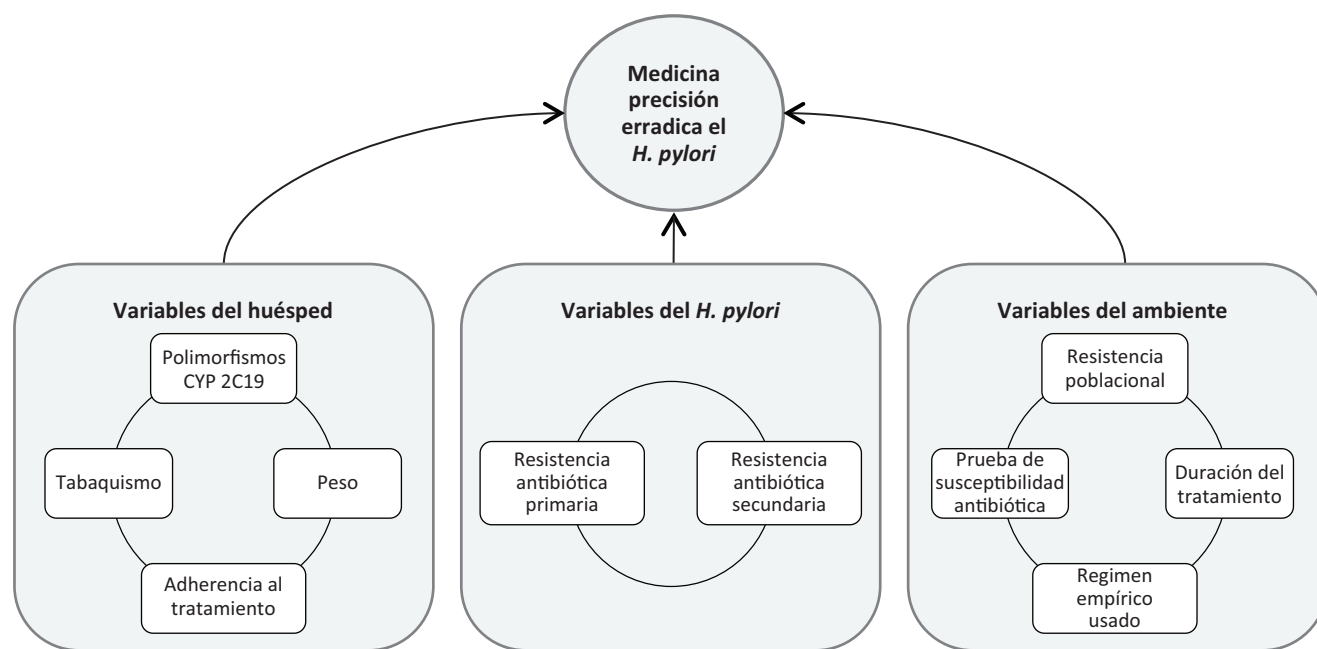 Medicina
precisión
erradica el
H. pylori
Variables del huésped
Polimorfismos
CYP 2C19
Tabaquismo
Peso
Adherencia al
tratamiento
Variables del H. pylori
Resistencia
antibiótica
primaria
Resistencia
antibiótica
secundaria
Variables del ambiente
Resistencia
poblacional
Prueba de
susceptibilidad
antibiótica
Duración del
tratamiento
Regimen
empírico
usado